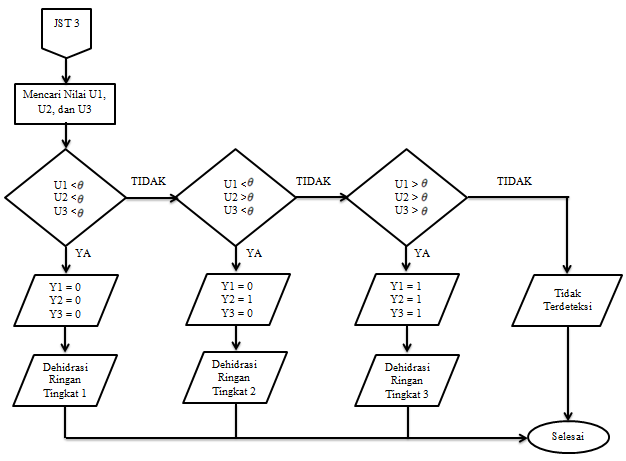 JST 3
Mencari Nilai U1,
U2, dan U3
U1 <θ
U2 <θ
U3 <θ
TIDAK
U1 <θ
U2 >θ
U3 <θ
TIDAK
U1 > θ
U2 > θ
U3 > θ
TIDAK
YA
YA
YA
Y1 = 0
Y2 = 0
Y3 = 0
Y1 = 0
Y2 = 1
Y3 = 0
Y1 = 1
Y2 = 1
Y3 = 1
Tidak
Terdeteksi
Dehidrasi
Ringan
Tingkat 1
Dehidrasi
Ringan
Tingkat 2
Dehidrasi
Ringan
Tingkat 3
Selesai